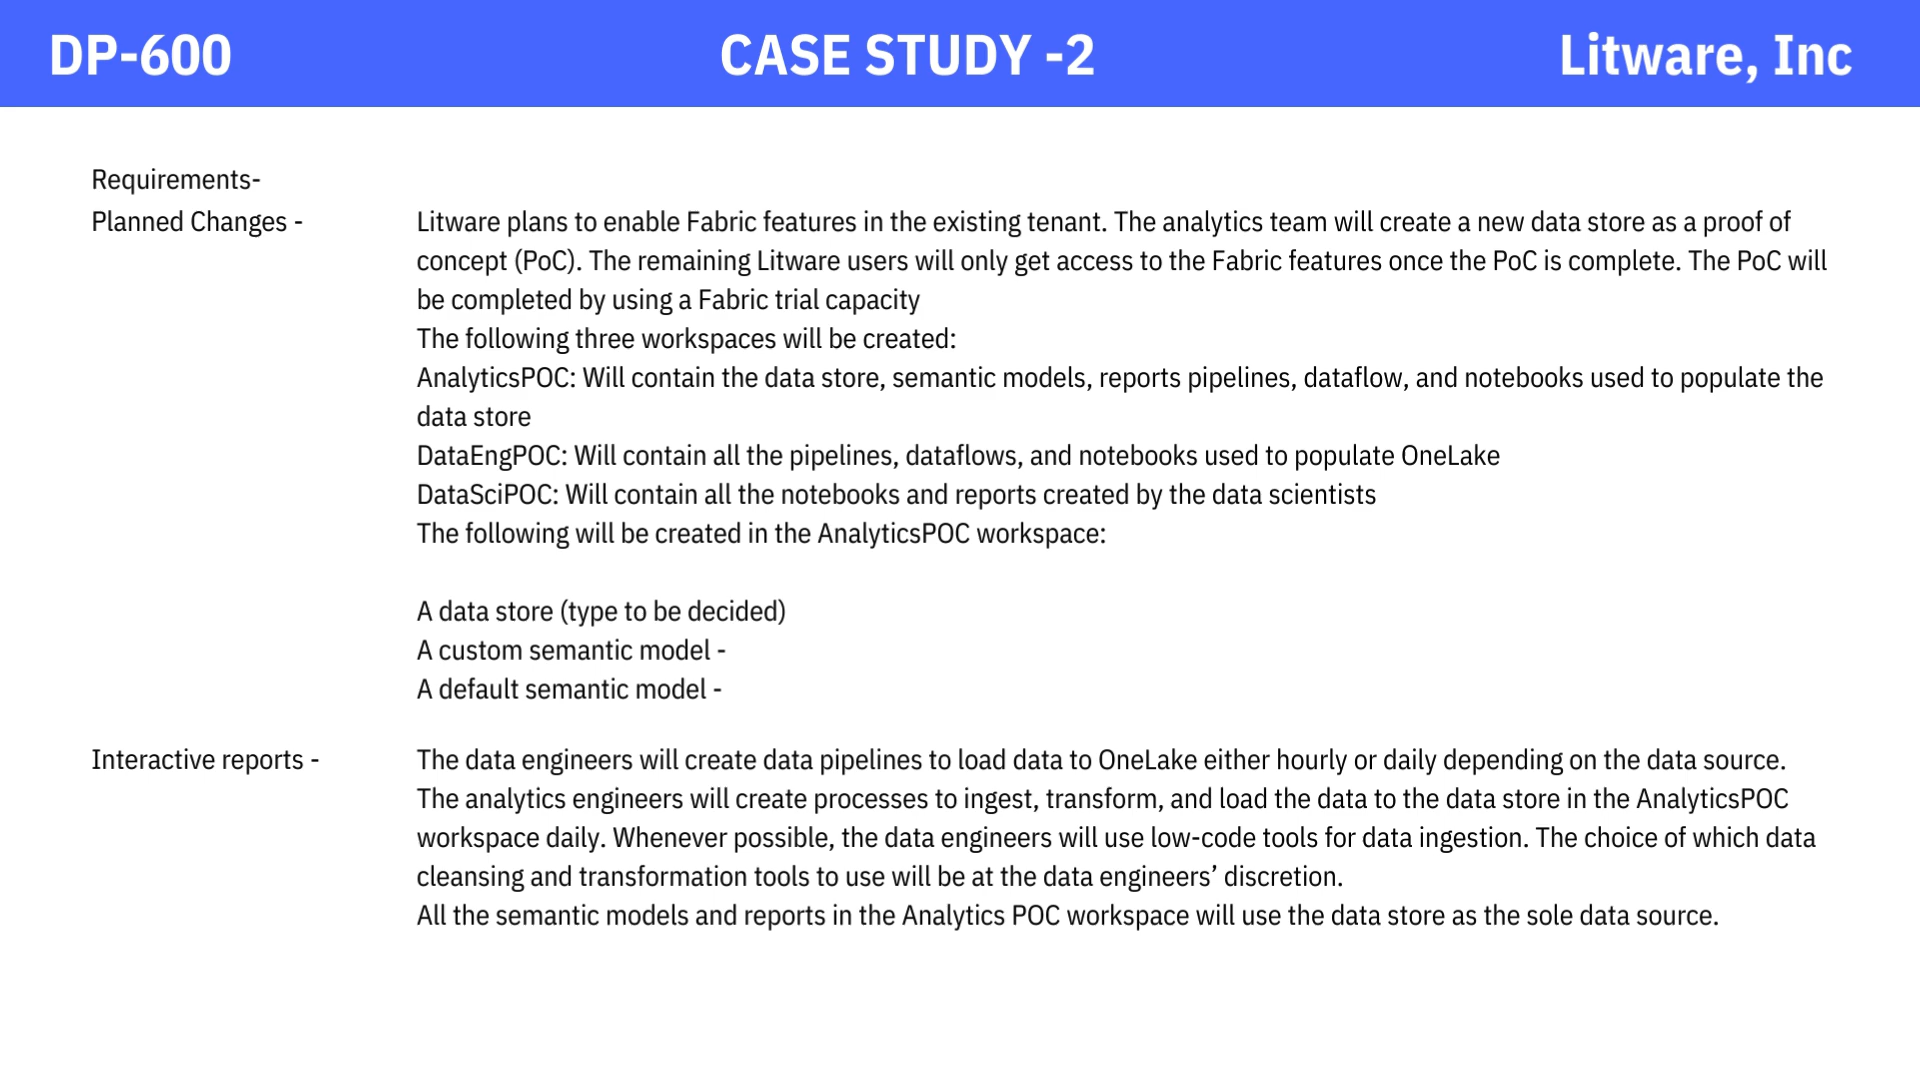 DP-600
CASE STUDY -2
Litware, Inc
Requirements-
Planned Changes -
Litware plans to enable Fabric features in the existing tenant. The analytics team will create a new data store as a proof of
concept (PoC). The remaining Litware users will only get access to the Fabric features once the PoC is complete. The PoC will
be completed by using a Fabric trial capacity
The following three workspaces will be created:
AnalyticsPOC: Will contain the data store, semantic models, reports pipelines, dataflow, and notebooks used to populate the
data store
DataEngPOC: Will contain all the pipelines, dataflows, and notebooks used to populate OneLake
DataSciPOC: Will contain all the notebooks and reports created by the data scientists
The following will be created in the AnalyticsPOC workspace:
A data store (type to be decided)
A custom semantic model -
A default semantic model -
Interactive reports -
The data engineers will create data pipelines to load data to OneLake either hourly or daily depending on the data source.
The analytics engineers will create processes to ingest, transform, and load the data to the data store in the AnalyticsPOC
workspace daily. Whenever possible, the data engineers will use low-code tools for data ingestion. The choice of which data
cleansing and transformation tools to use will be at the data engineers’ discretion.
All the semantic models and reports in the Analytics POC workspace will use the data store as the sole data source.